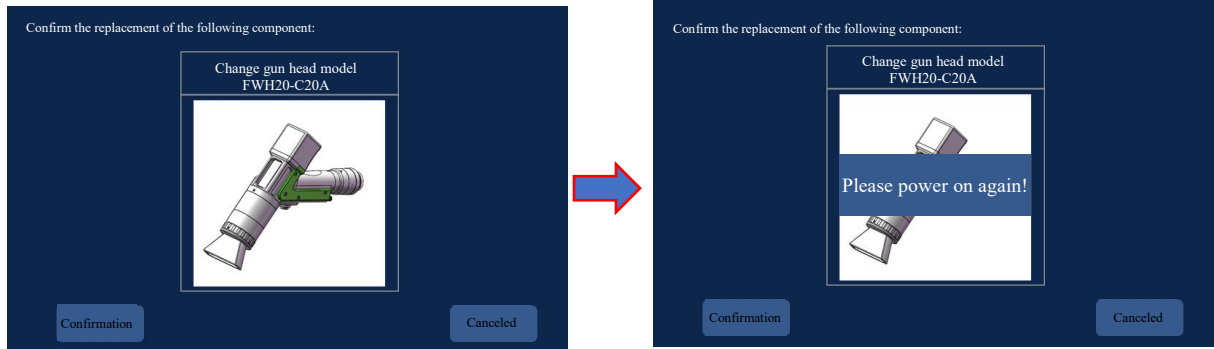 Confirm the replacement of the following component:
Change gun head model
FWH20-C20A
Confirmation
Canceled
Confirm the replacement of the following component:
Change gun head model
FWH20-C20A
Please power on again!
Confirmation
Canceled